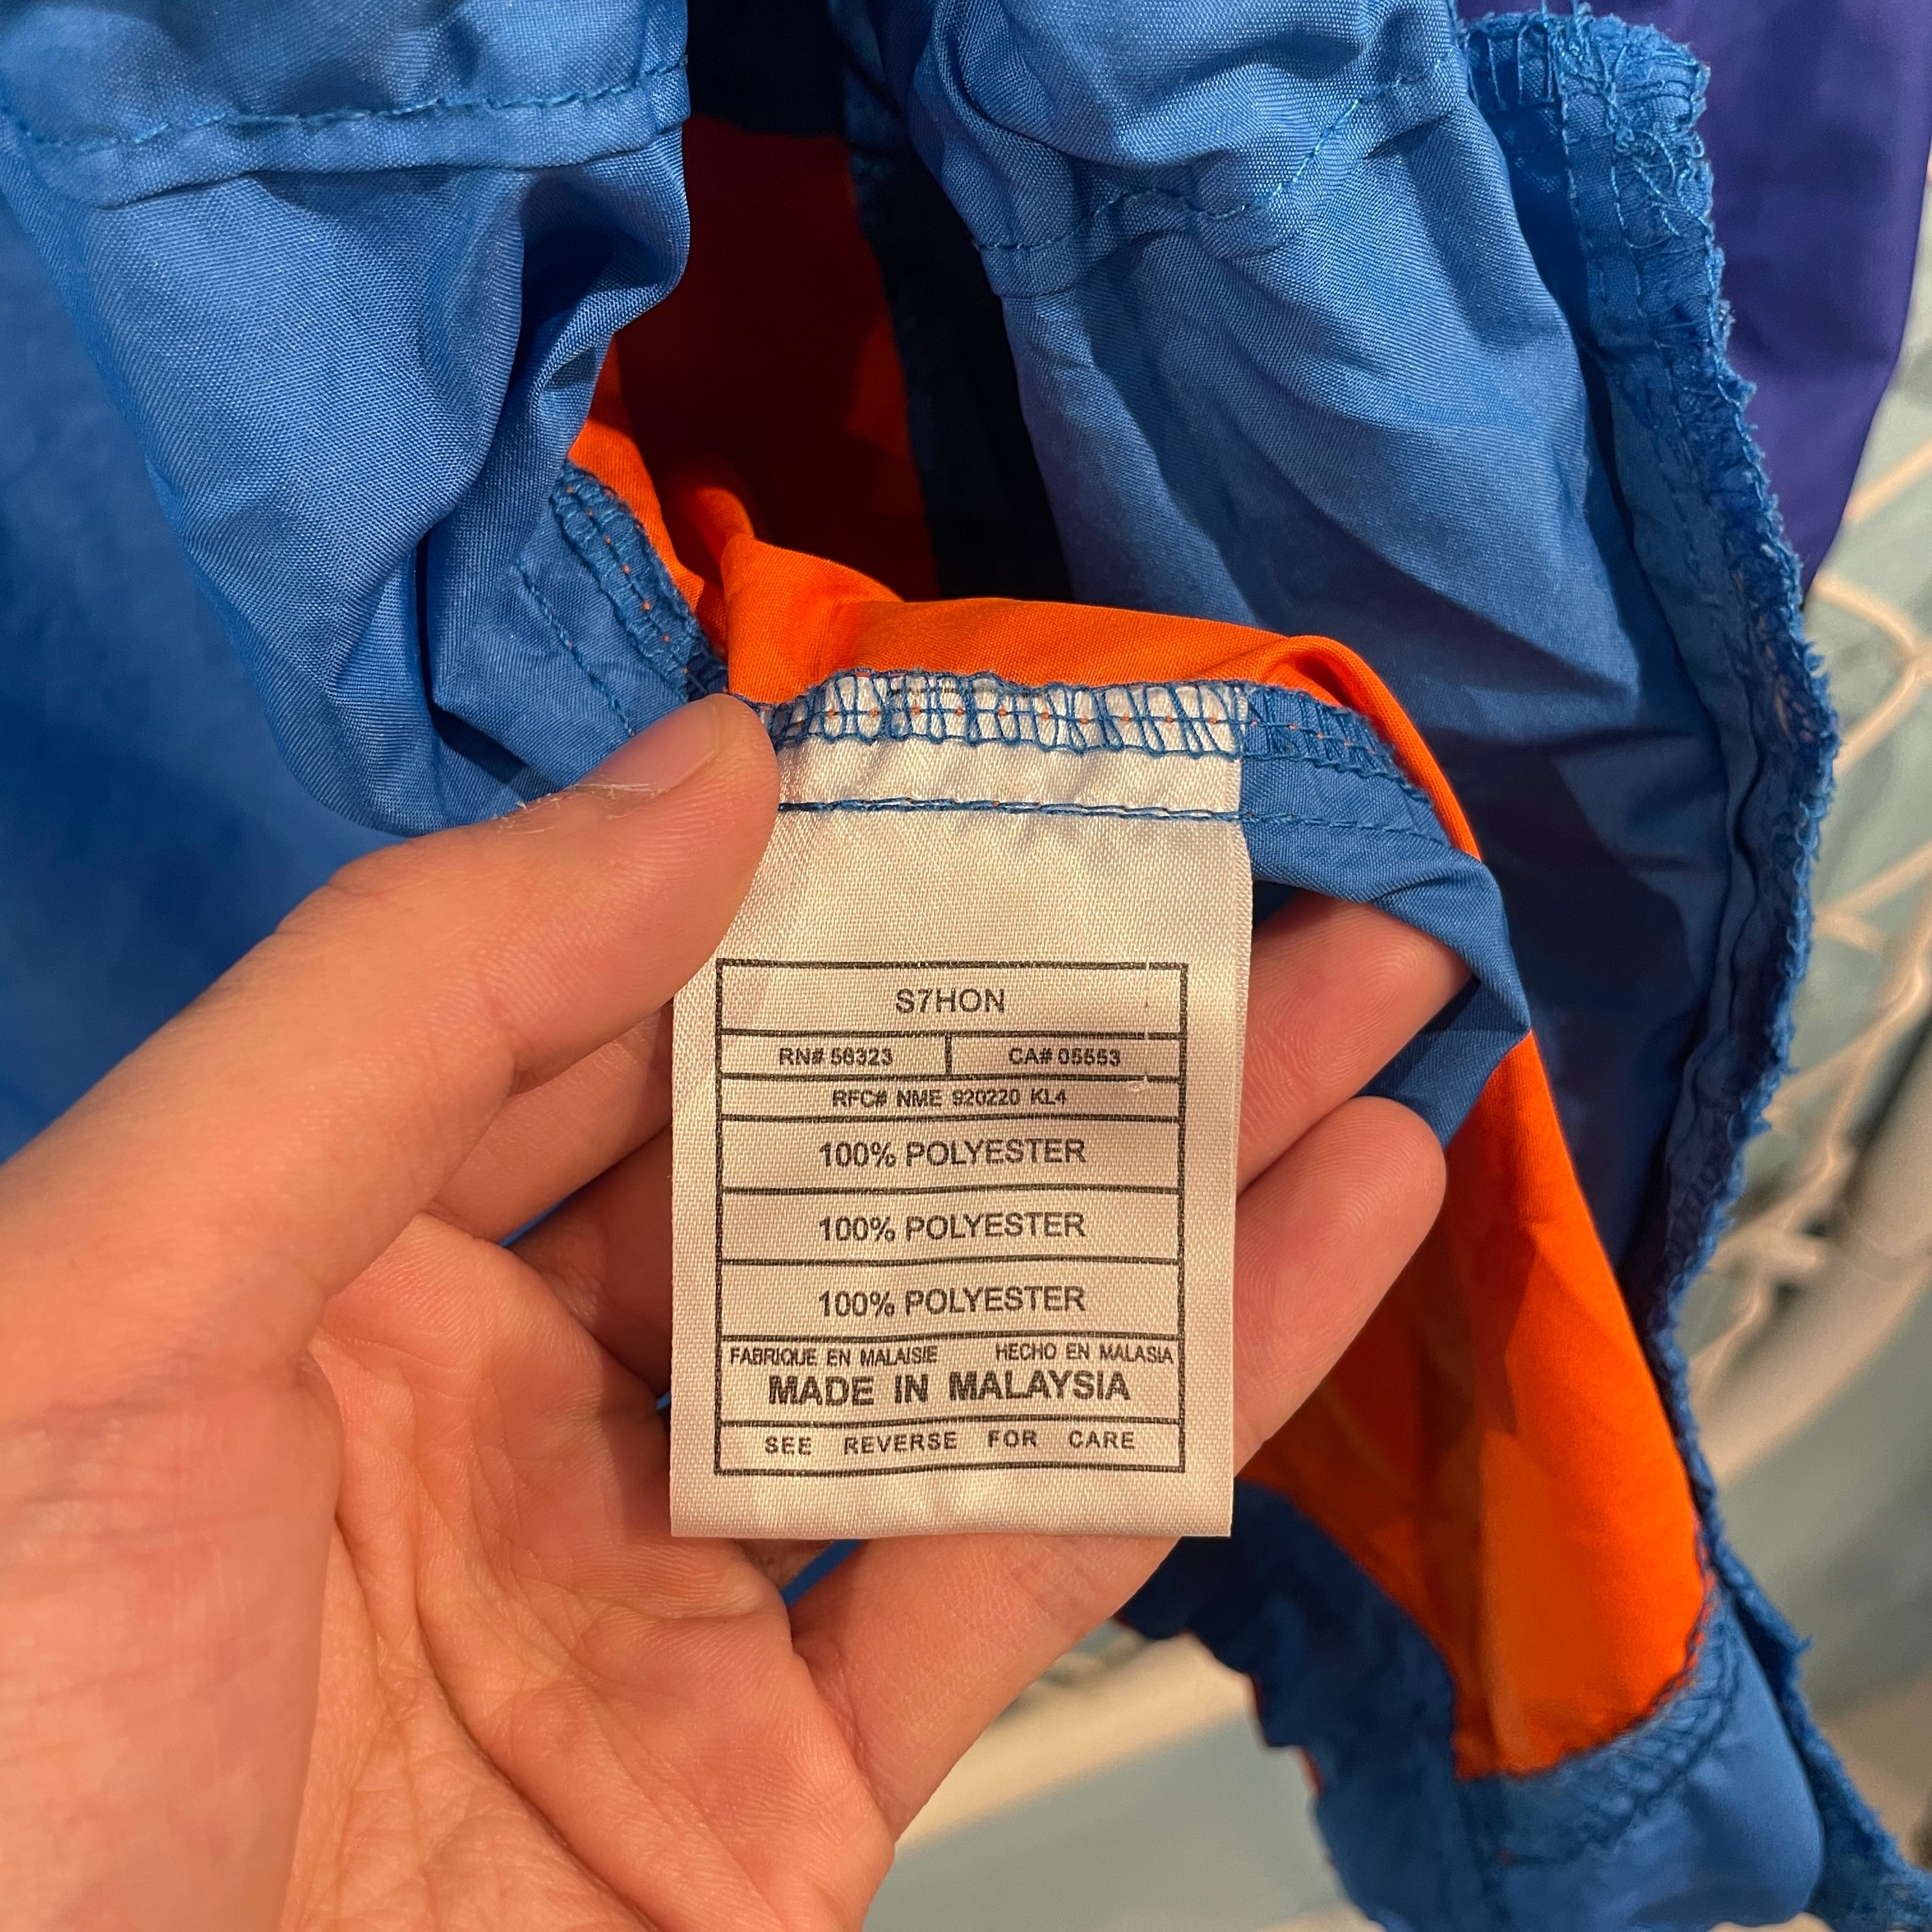 S7HON
RN# 56323 CA# 05553
RFC# NME 920220 KL4
100% POLYESTER
100% POLYESTER
100% POLYESTER
FABRIQUE EN MALAISIE HECHO EN MALASIA
MADE IN MALAYSIA
SEE REVERSE FOR CARE